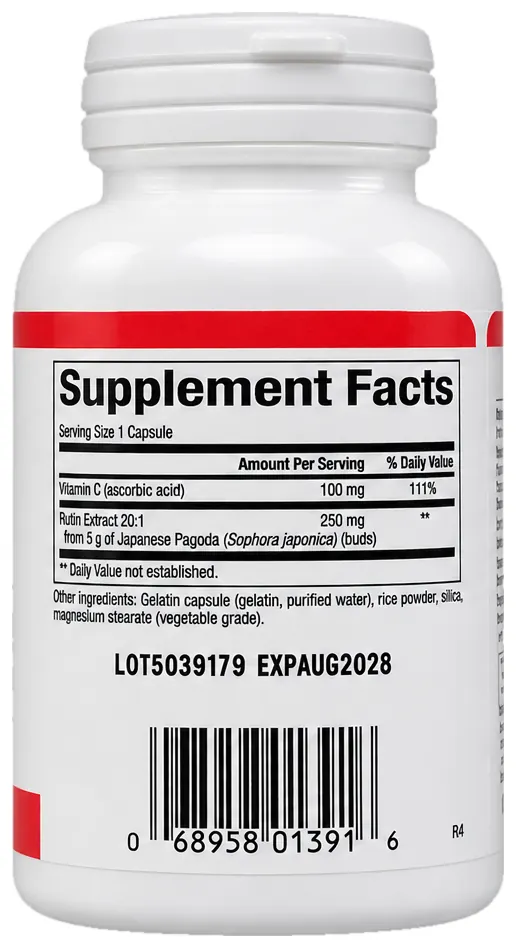 Supplement Facts
Serving Size 1 Capsule
Amount Per Serving % Daily Value
Vitamin C (ascorbic acid) 100 mg 111%
Rutin Extract 20:1 250 mg **
from 5 g of Japanese Pagoda (Sophora japonica) (buds)
** Daily Value not established.
Other ingredients: Gelatin capsule (gelatin, purified water), rice powder, silica,
magnesium stearate (vegetable grade).
LOT5039179 EXPAUG2028
0 68958 01391 6
R4